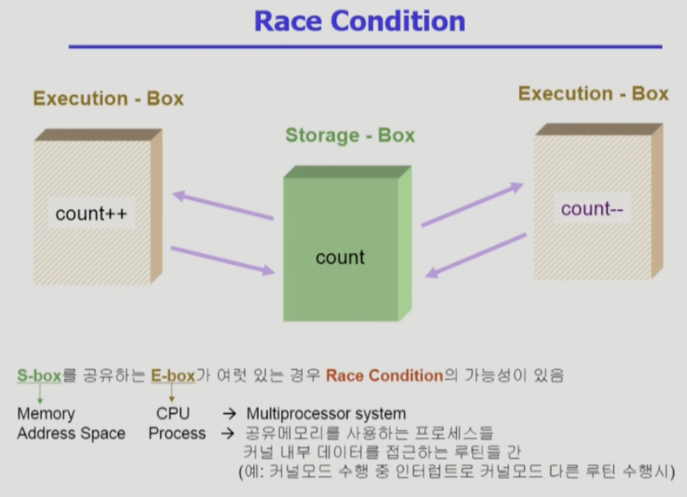 Race Condition
Execution - Box
Execution - Box
Storage - Box
count++
count--
count
S-box를 공유하는 E-box가 여럿 있는 경우 Race Condition의 가능성이 있음
Memory CPU → Multiprocessor system
Address Space Process → 공유메모리를 사용하는 프로세스들
커널 내부 데이터를 접근하는 루틴들 간
(예: 커널모드 수행 중 인터럽트로 커널모드 다른 루틴 수행시)